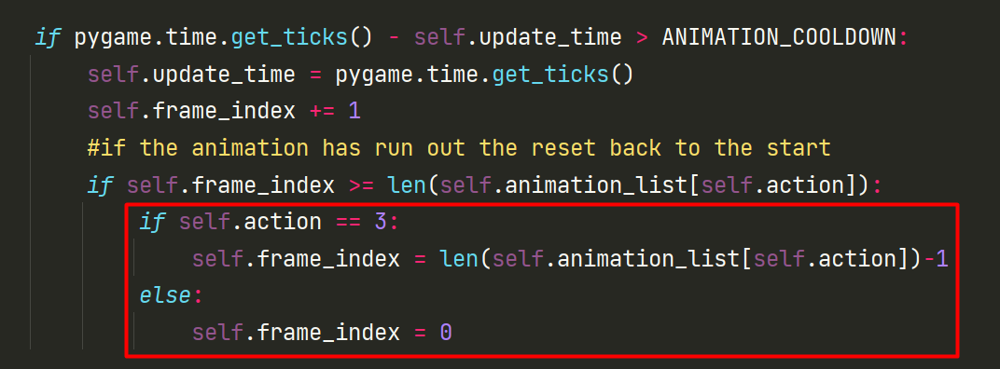 if pygame.time.get_ticks() - self.update_time > ANIMATION_COOLDOWN:
self.update_time = pygame.time.get_ticks()
self.frame_index += 1
#if the animation has run out the reset back to the start
if self.frame_index >= len(self.animation_list[self.action]):
if self.action == 3:
self.frame_index = len(self.animation_list[self.action])-1
else:
self.frame_index = 0